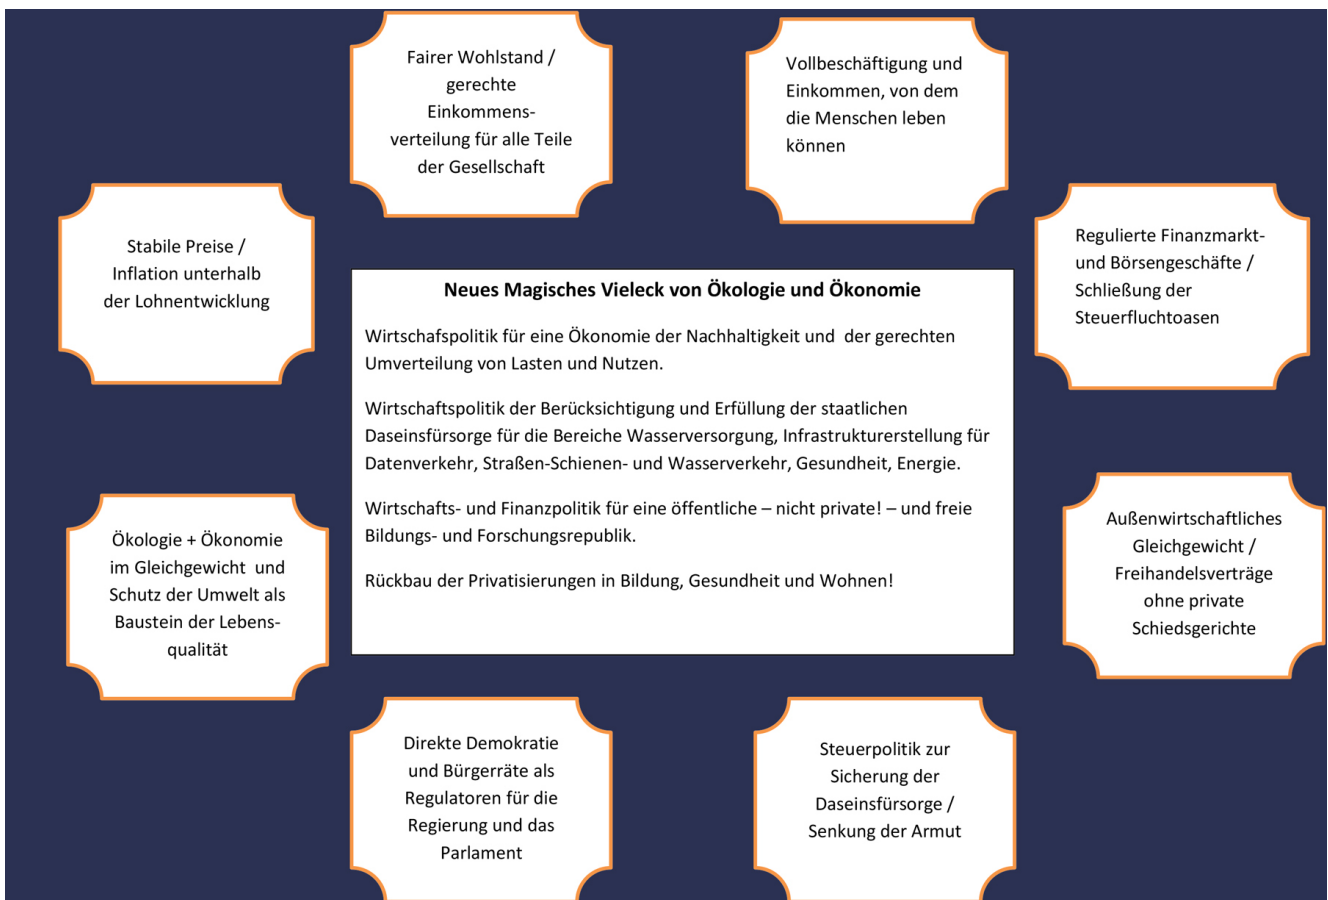 Fairer Wohlstand /
gerechte
Einkommens-
verteilung für alle Teile
der Gesellschaft
Vollbeschäftigung und
Einkommen, von dem
die Menschen leben
können
Stabile Preise /
Inflation unterhalb
der Lohnentwicklung
Regulierte Finanzmarkt-
und Börsengeschäfte /
Schließung der
Steuerfluchtoasen
Neues Magisches Vieleck von Ökologie und Ökonomie
Wirtschafspolitik für eine Ökonomie der Nachhaltigkeit und  der gerechten
Umverteilung von Lasten und Nutzen.
Wirtschaftspolitik der Berücksichtigung und Erfüllung der staatlichen
Daseinsfürsorge für die Bereiche Wasserversorgung, Infrastrukturerstellung für
Datenverkehr, Straßen-Schienen- und Wasserverkehr, Gesundheit, Energie.
Wirtschafts- und Finanzpolitik für eine öffentliche – nicht private! – und freie
Bildungs- und Forschungsrepublik.
Rückbau der Privatisierungen in Bildung, Gesundheit und Wohnen!
Ökologie + Ökonomie
im Gleichgewicht  und
Schutz der Umwelt als
Baustein der Lebens-
qualität
Außenwirtschaftliches
Gleichgewicht /
Freihandelsverträge
ohne private
Schiedsgerichte
Direkte Demokratie
und Bürgerräte als
Regulatoren für die
Regierung und das
Parlament
Steuerpolitik zur
Sicherung der
Daseinsfürsorge /
Senkung der Armut